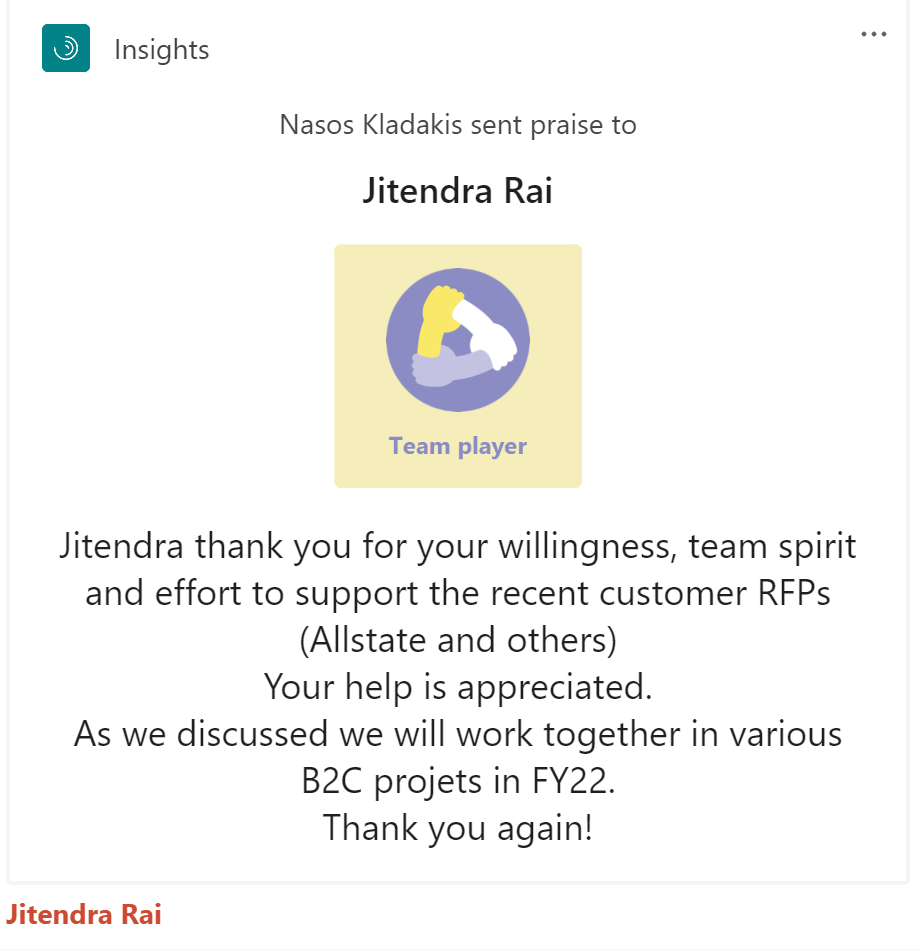 Insights
Nasos Kladakis sent praise to
Jitendra Rai
Team player
Jitendra thank you for your willingness, team spirit
and effort to support the recent customer RFPs
(Allstate and others)
Your help is appreciated.
As we discussed we will work together in various
B2C projets in FY22.
Thank you again!
Jitendra Rai